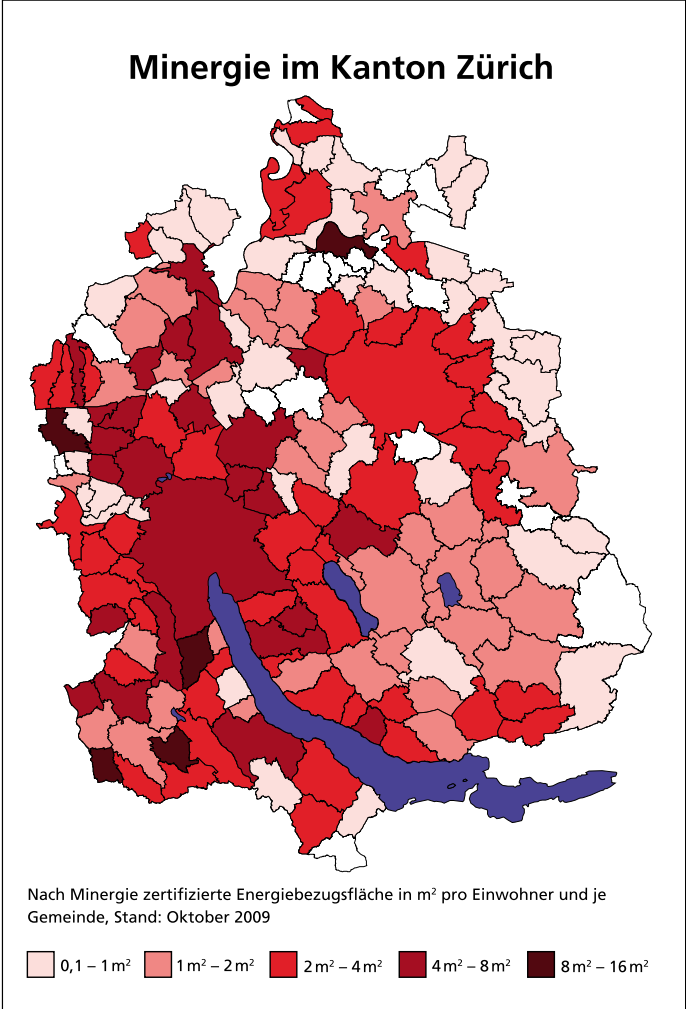 Minergie im Kanton Zürich
Nach Minergie zertifizierte Energiebezugsfläche in m² pro Einwohner und je
Gemeinde, Stand: Oktober 2009
0,1 – 1 m² 1 m² – 2 m² 2 m² – 4 m² 4 m² – 8 m² 8 m² – 16 m²